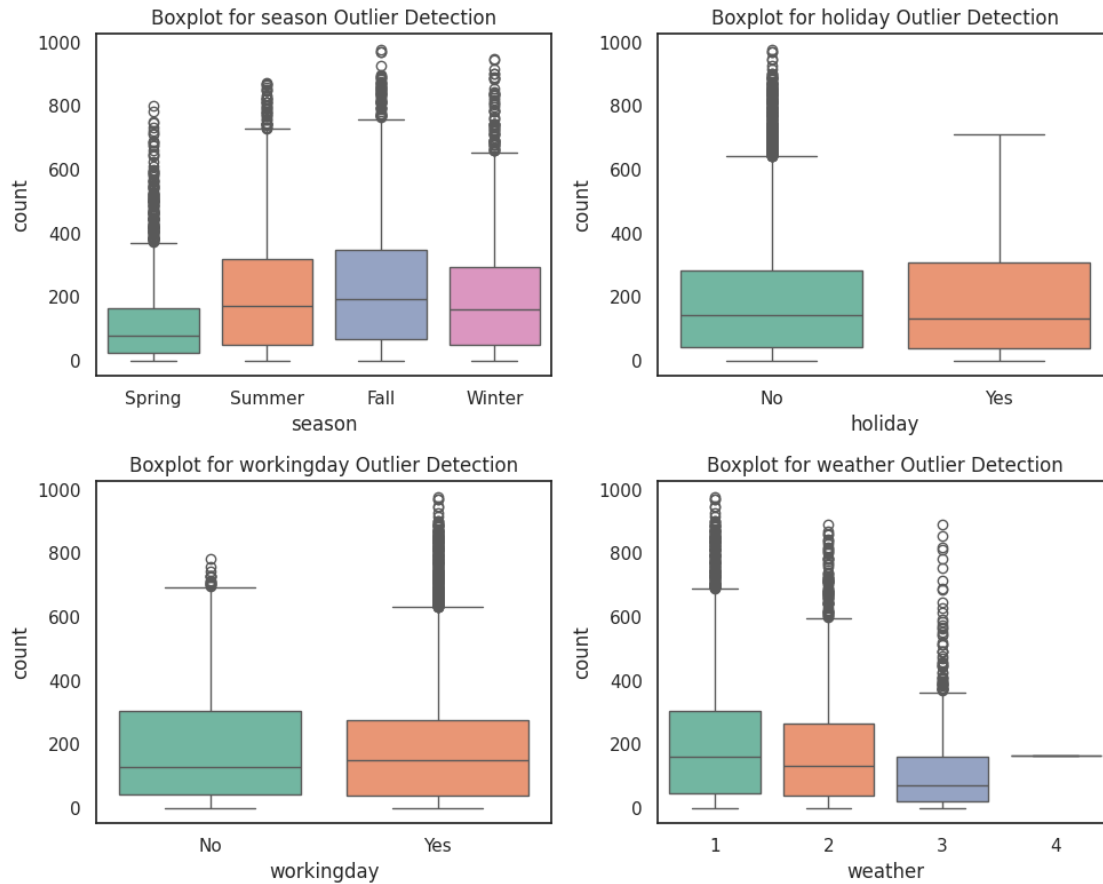 Boxplot for season Outlier Detection
1000
800
600
400
200
0
count
Spring Summer Fall Winter
season
Boxplot for holiday Outlier Detection
1000
800
600
400
200
0
count
No Yes
holiday
Boxplot for workingday Outlier Detection
1000
800
600
400
200
0
count
No Yes
workingday
Boxplot for weather Outlier Detection
1000
800
600
400
200
0
count
1 2 3 4
weather